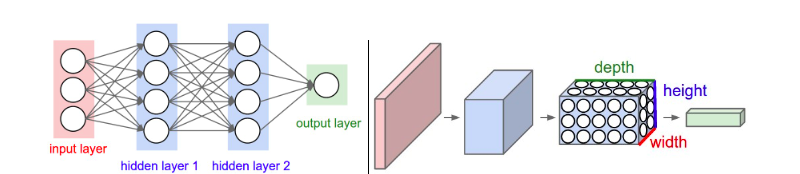 input layer
hidden layer 1
hidden layer 2
output layer
depth
height
width